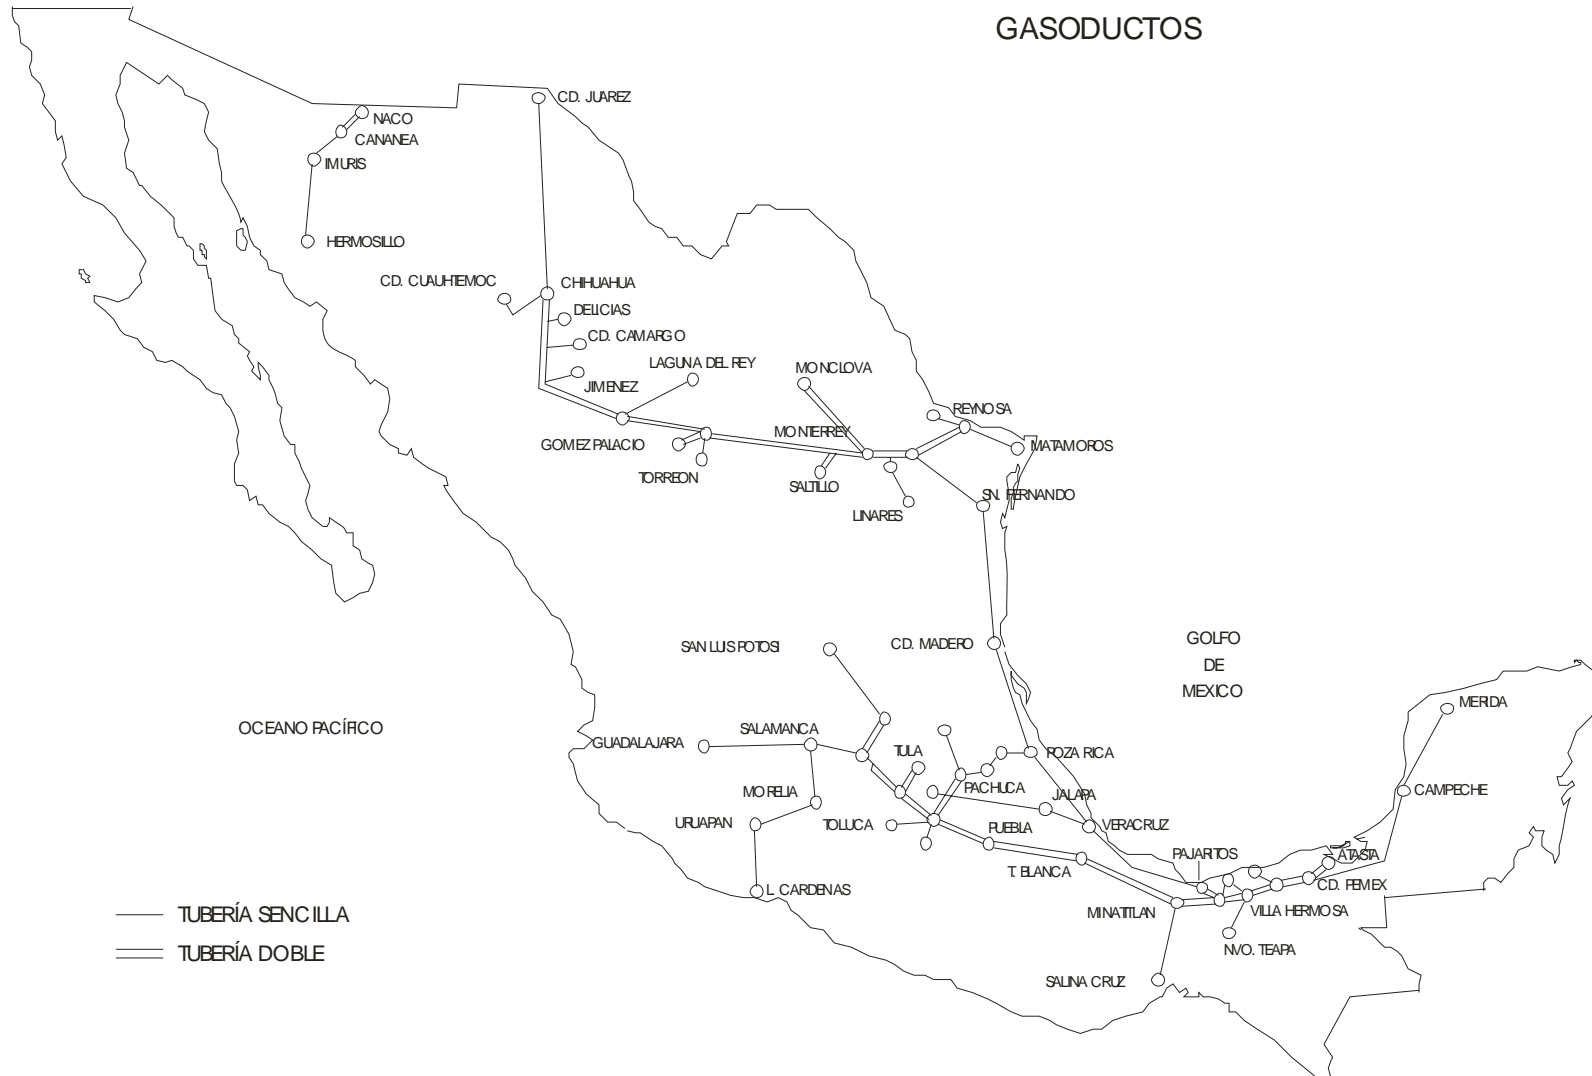 GASODUCTOS
CD. JUAREZ
NACO
CANANEA
IMURIS
HERMOSILLO
CD. CUAUHTEMOC
CHIHUAHUA
DELICIAS
CD. CAMARGO
LAGUNA DEL REY
JIMENEZ
MONCLOVA
REYNOSA
GOMEZ PALACIO
MONTERREY
MATAMOROS
TORREON
SALTILLO
LINARES
SN. FERNANDO
SAN LUIS POTOSI
CD. MADERO
GOLFO
DE
MEXICO
MERIDA
OCEANO PACÍFICO
GUADALAJARA
SALAMANCA
TULA
POZA RICA
MORELIA
PACHUCA
JALAPA
CAMPECHE
URUAPAN
TOLUCA
PUEBLA
VERACRUZ
PAJARITOS
ATASTA
T. BLANCA
L. CARDENAS
CD. PEMEX
MINATITLAN
VILLA HERMOSA
NVO. TEAPA
SALINA CRUZ
TUBERÍA SENCILLA
TUBERÍA DOBLE